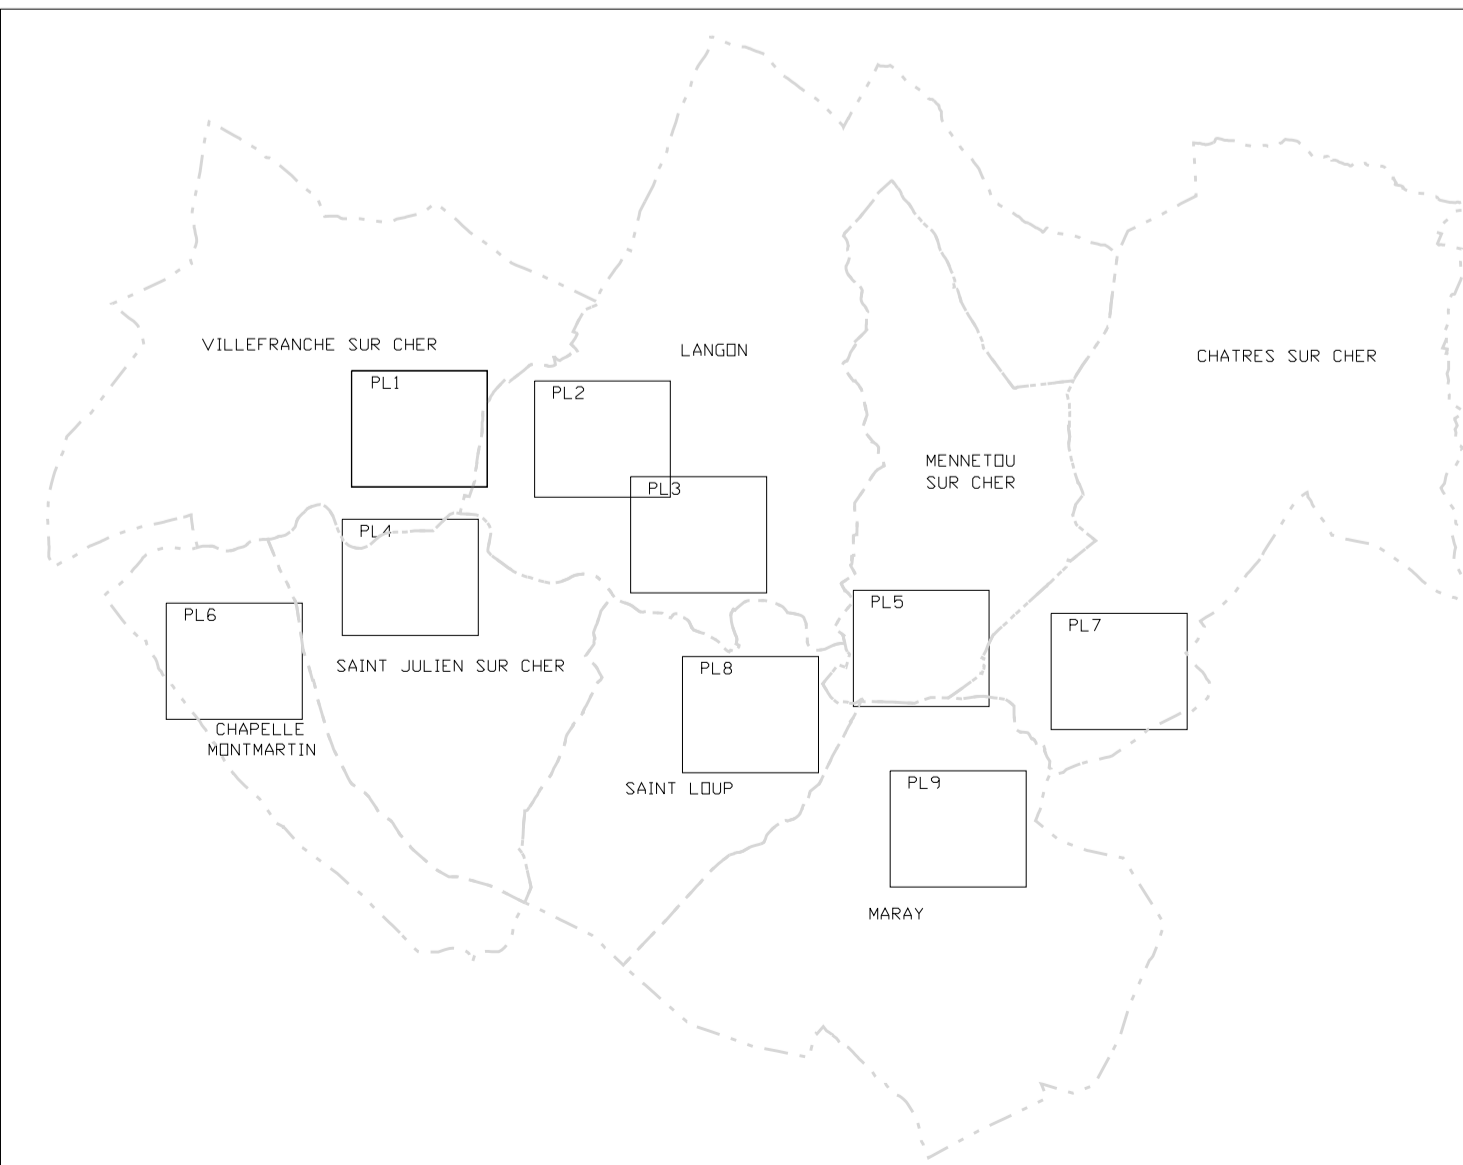 VILLEFRANCHE SUR CHER
LANGON
CHATRES SUR CHER
PL1
PL2
MENNETOU
SUR CHER
PL3
PL4
PL5
PL6
PL7
SAINT JULIEN SUR CHER
PL8
CHAPELLE
MONTMARTIN
SAINT LOUP
PL9
MARAY